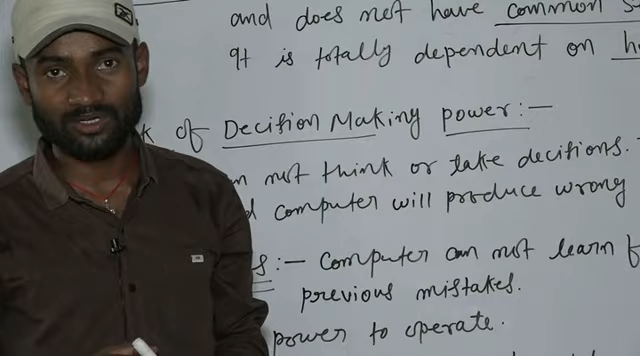 and does not have common
It is totally dependent on
k of Decision Making power:-
n not think or take decitions.
d computer will produce wrong
s:- Computer can not learn f
previous mistakes.
power to operate.